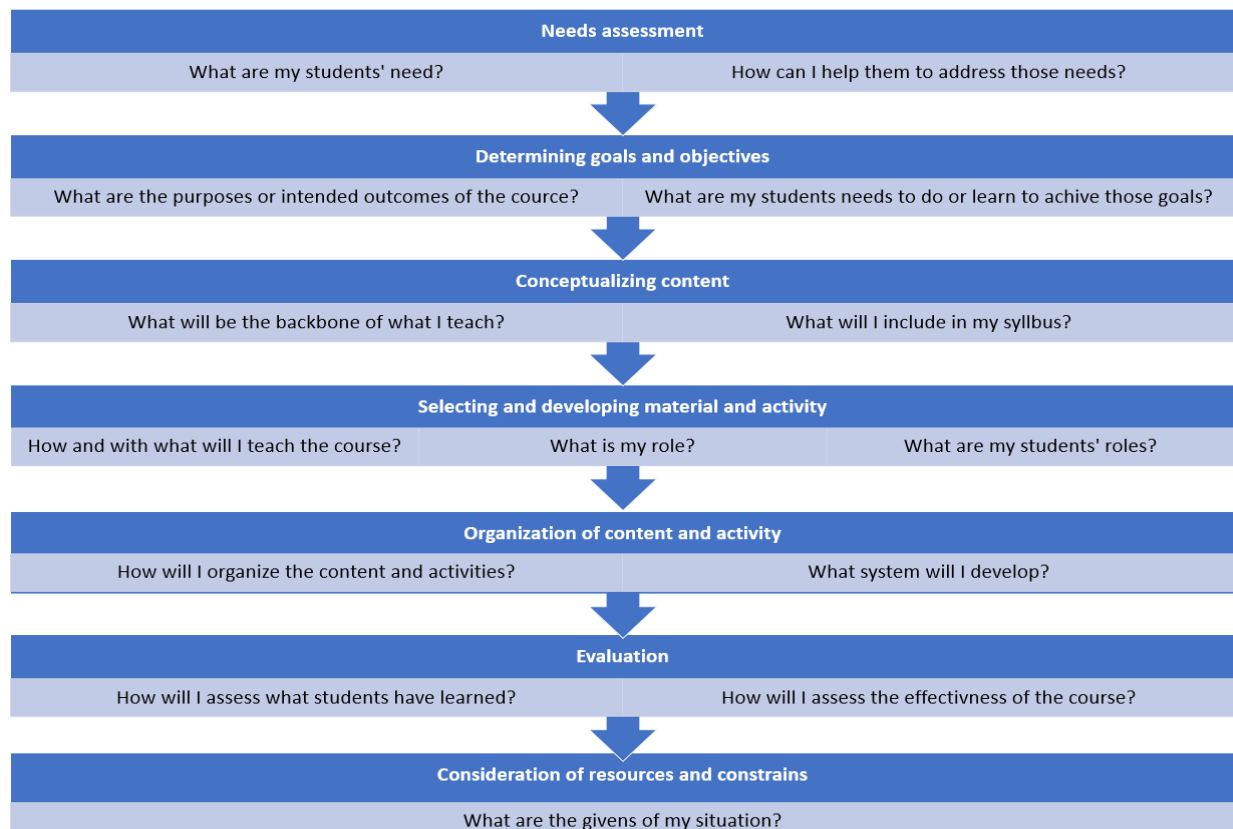 Needs assessment
What are my students' need?
How can I help them to address those needs?
Determining goals and objectives
What are the purposes or intended outcomes of the cource?
What are my students needs to do or learn to achive those goals?
Conceptualizing content
What will be the backbone of what I teach?
What will I include in my syllbus?
Selecting and developing material and activity
How and with what will I teach the course?
What is my role?
What are my students' roles?
Organization of content and activity
How will I organize the content and activities?
What system will I develop?
Evaluation
How will I assess what students have learned?
How will I assess the effectivness of the course?
Consideration of resources and constrains
What are the givens of my situation?